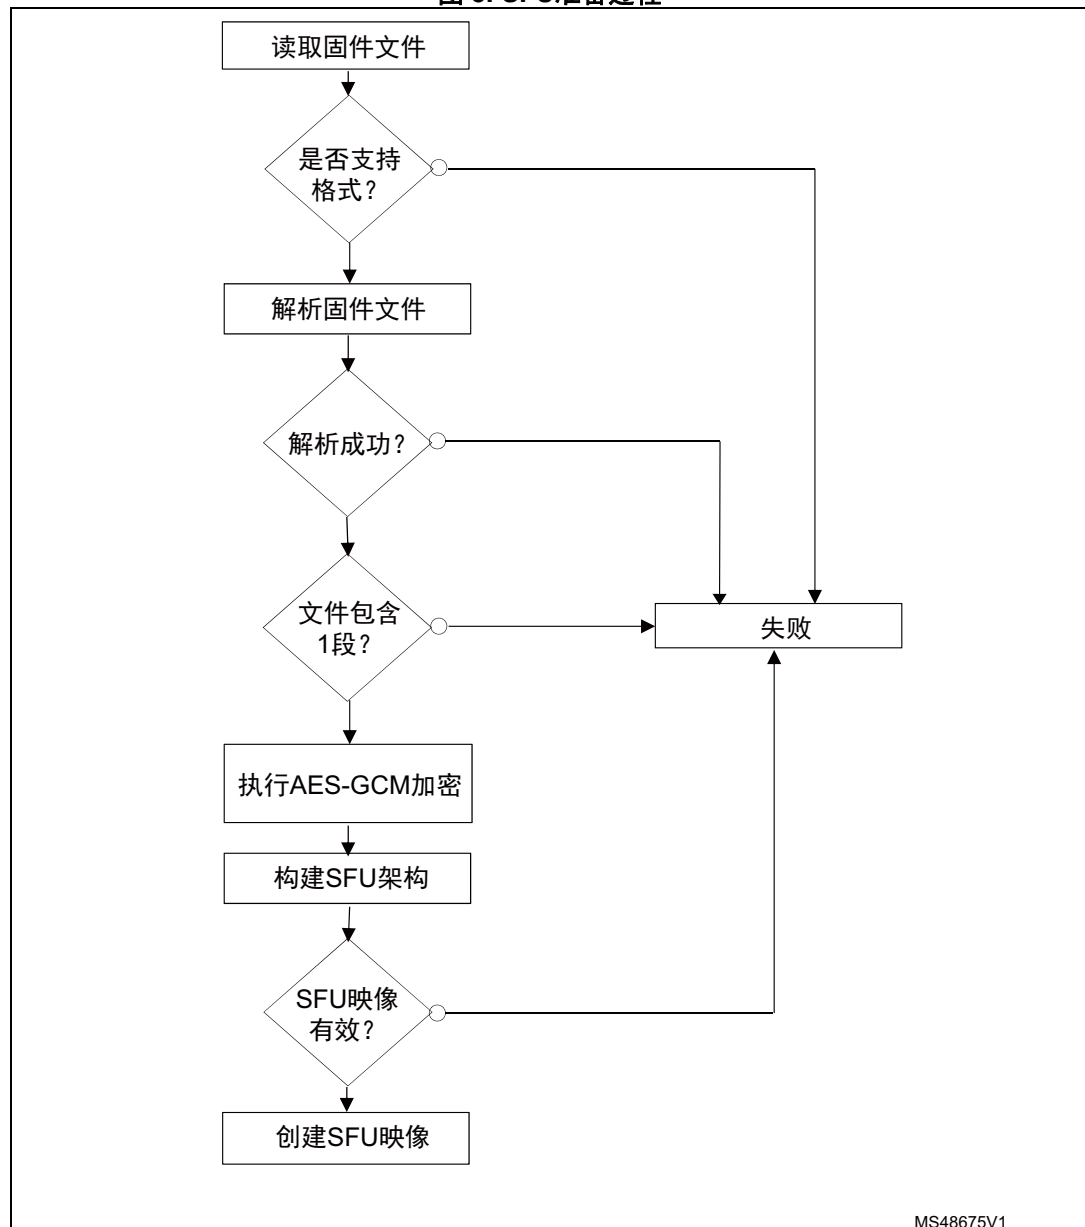 读取固件文件
是否支持
格式？
解析固件文件
解析成功？
文件包含
1段？
失败
执行AES-GCM加密
构建SFU架构
SFU映像
有效？
创建SFU映像
MS48675V1